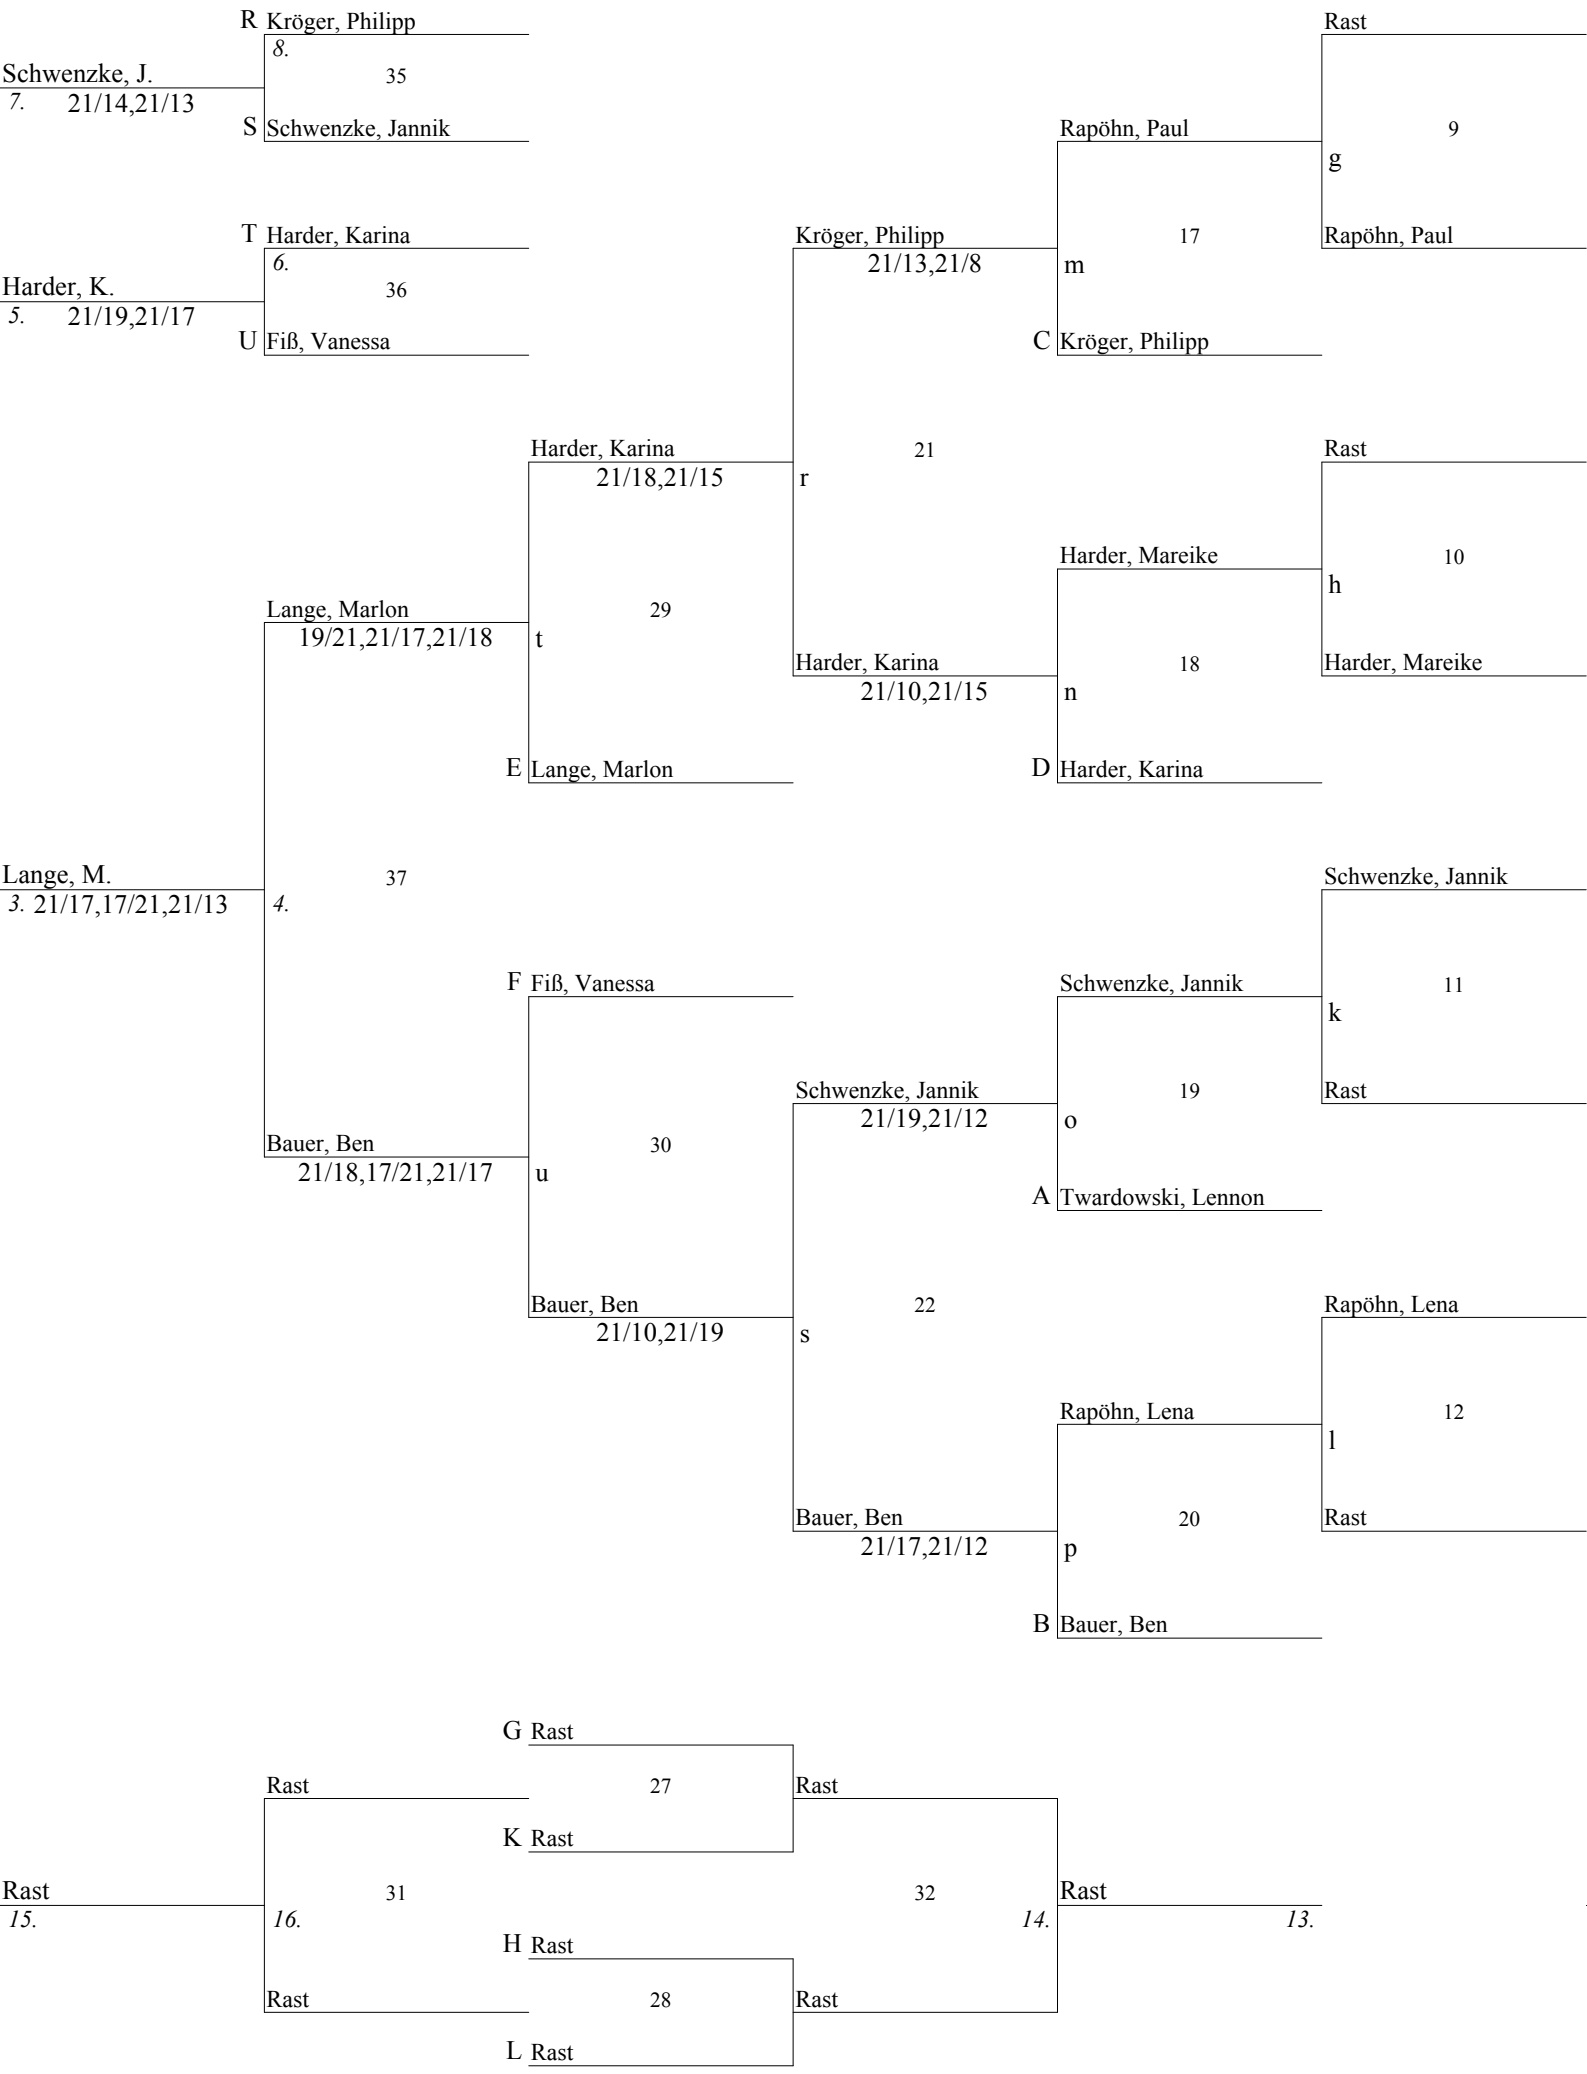 R Kröger, Philipp
Rast
8.
Schwenzke, J.
35
7. 21/14,21/13
S Schwenzke, Jannik
Rapöhn, Paul
9
g
T Harder, Karina
Kröger, Philipp
17
Rapöhn, Paul
6.
21/13,21/8
m
Harder, K.
36
5. 21/19,21/17
U Fiß, Vanessa
C Kröger, Philipp
Harder, Karina
21
Rast
21/18,21/15
r
Harder, Mareike
10
h
Lange, Marlon
29
19/21,21/17,21/18
t
Harder, Karina
18
Harder, Mareike
21/10,21/15
n
E Lange, Marlon
D Harder, Karina
Lange, M.
37
Schwenzke, Jannik
3. 21/17,17/21,21/13
4.
F Fiß, Vanessa
Schwenzke, Jannik
11
k
Schwenzke, Jannik
19
Rast
21/19,21/12
o
Bauer, Ben
30
21/18,17/21,21/17
u
A Twardowski, Lennon
Bauer, Ben
22
Rapöhn, Lena
21/10,21/19
s
Rapöhn, Lena
12
l
Bauer, Ben
20
Rast
21/17,21/12
p
B Bauer, Ben
G Rast
Rast
27
Rast
K Rast
Rast
31
32
Rast
15.
16.
14.
13.
H Rast
Rast
28
Rast
L Rast